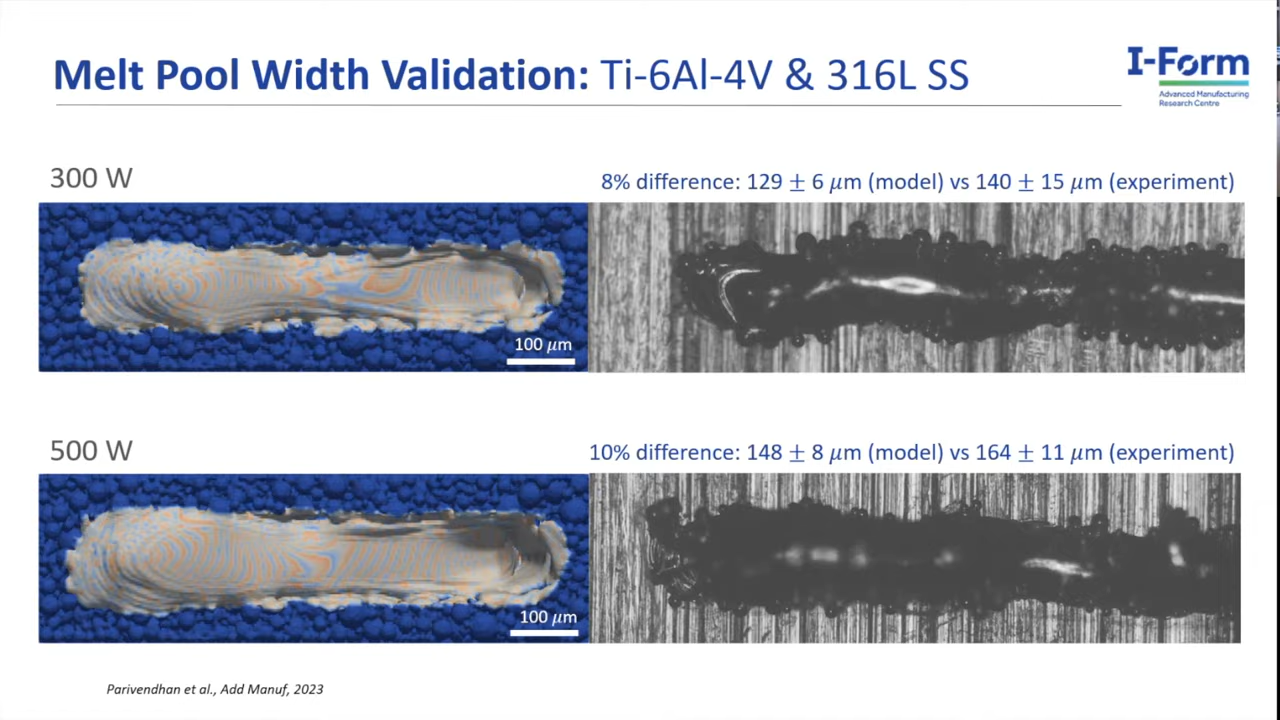 Melt Pool Width Validation: Ti-6Al-4V & 316L SS
I-Form
Advanced Manufacturing
Research Centre
300 W
8% difference: 129 ± 6 μm (model) vs 140 ± 15 μm (experiment)
100 μm
500 W
10% difference: 148 ± 8 μm (model) vs 164 ± 11 μm (experiment)
100 μm
Parivendhan et al., Add Manuf, 2023